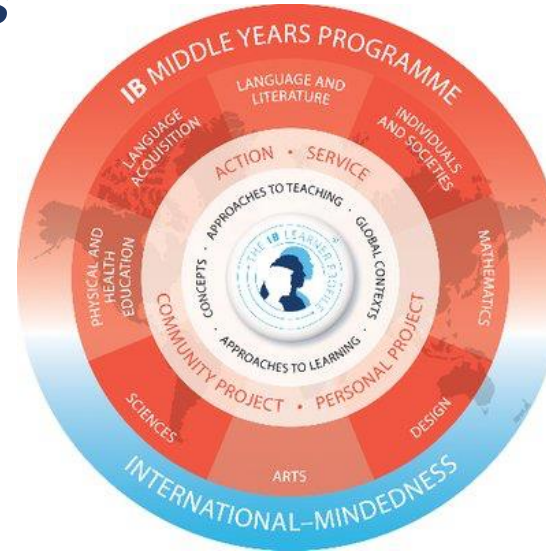 IB MIDDLE YEARS PROGRAMME
LANGUAGE AND
LITERATURE
INDIVIDUALS
AND SOCIETIES
MATHEMATICS
DESIGN
ARTS
SCIENCES
PHYSICAL AND
HEALTH
EDUCATION
LANGUAGE
ACQUISITION
ACTION • SERVICE
PERSONAL PROJECT
COMMUNITY PROJECT •
APPROACHES TO TEACHING ·
GLOBAL CONTEXTS ·
APPROACHES TO LEARNING ·
CONCEPTS ·
THE IB LEARNER PROFILE
INTERNATIONAL–MINDEDNESS